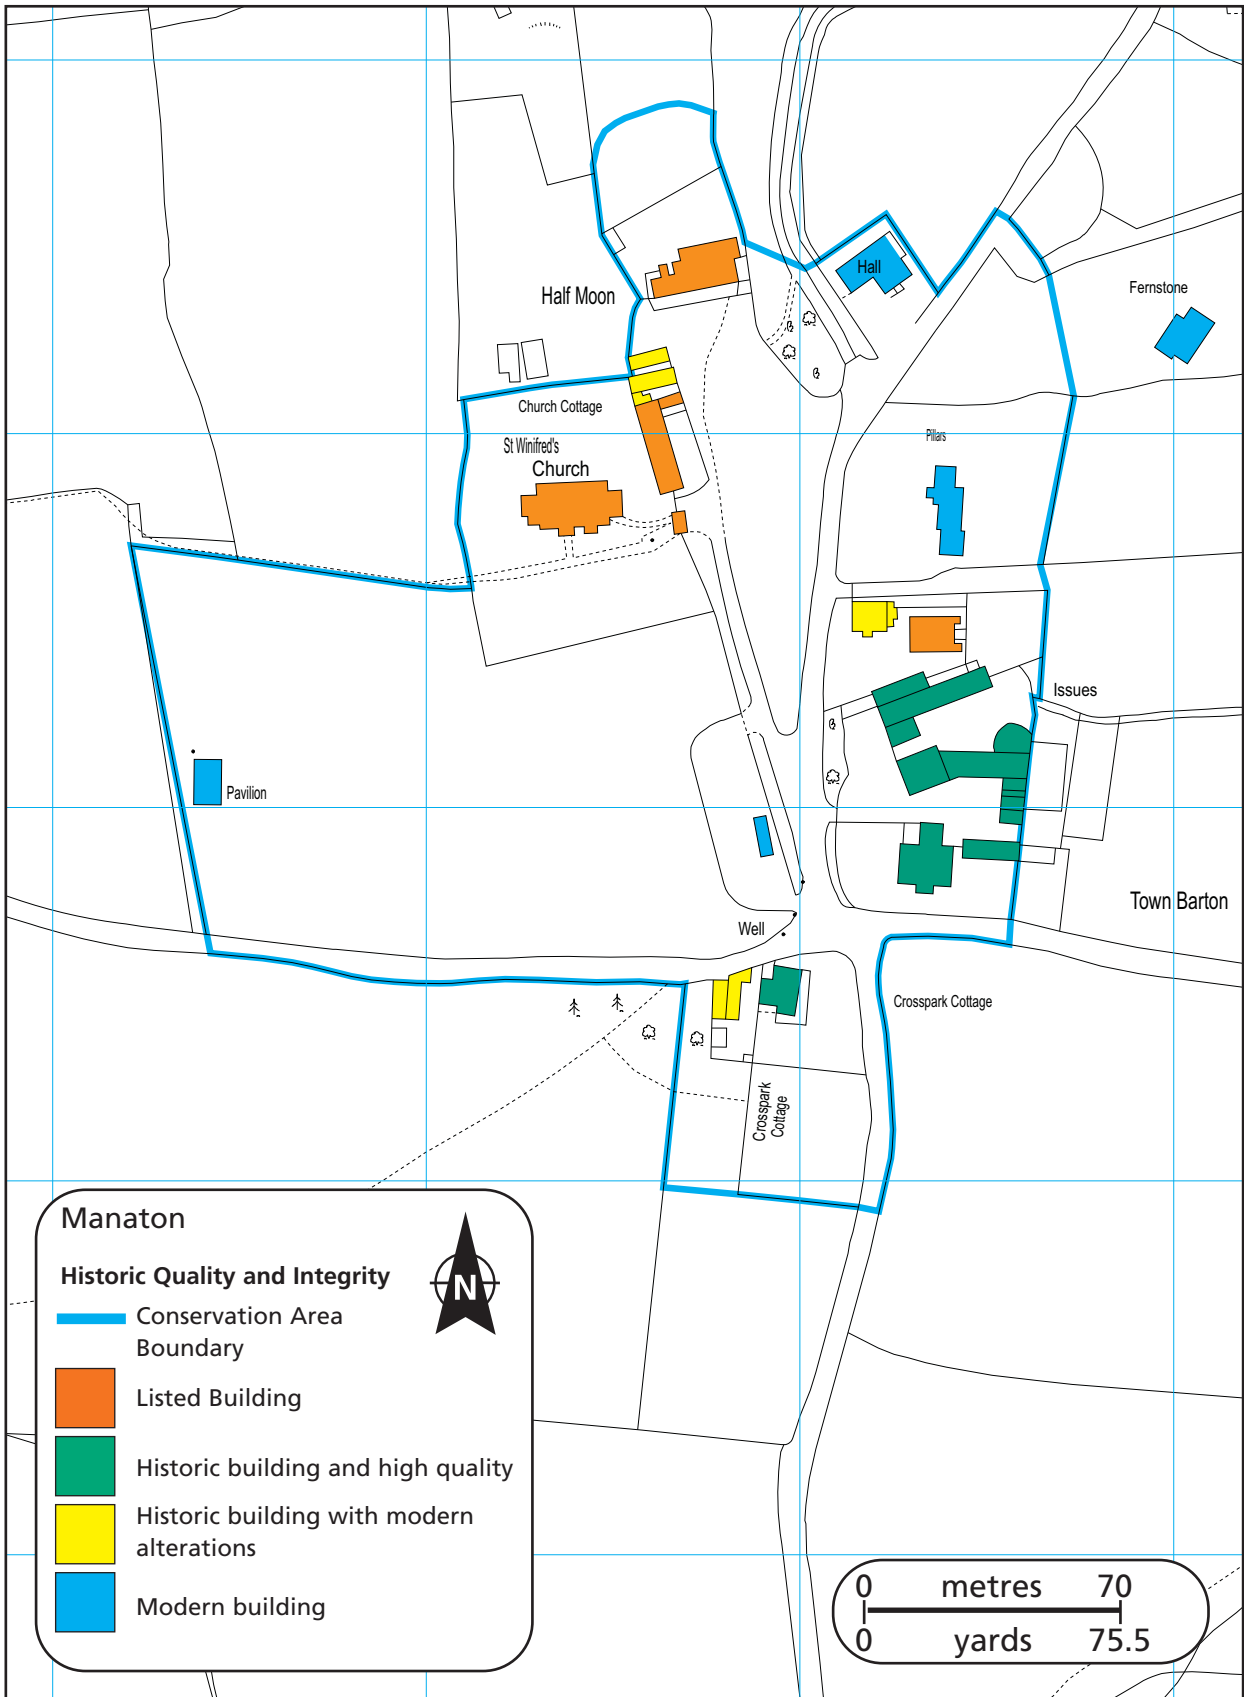 Hall
Half Moon
Fernstone
Church Cottage
Pillars
St Winifred's
Church
Issues
Pavilion
Town Barton
Well
Crosspark Cottage
Crosspark
Cottage
Manaton
Historic Quality and Integrity
N
Conservation Area
Boundary
Listed Building
Historic building and high quality
Historic building with modern
alterations
Modern building
0 metres 70
0 yards 75.5